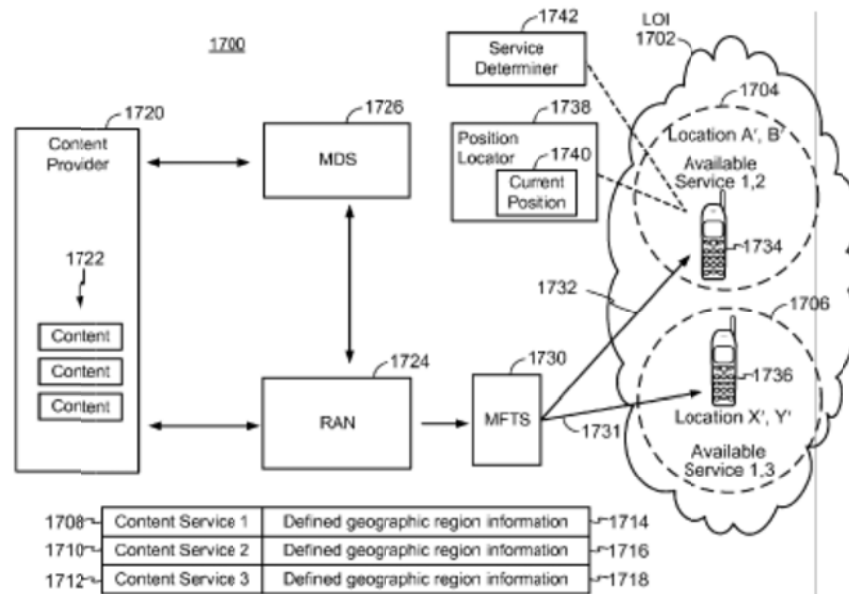 1700
1742
Service
Determiner
LOI
1702
1704
1720
Content
Provider
1726
MDS
1738
Position
Locator
1740
Current
Position
Location A', B'
Available
Service 1,2
1734
1722
Content
Content
Content
1732
1706
1724
RAN
1730
MFTS
1731
1736
Location X', Y'
Available
Service 1,3
1708 Content Service 1 Defined geographic region information 1714
1710 Content Service 2 Defined geographic region information 1716
1712 Content Service 3 Defined geographic region information 1718